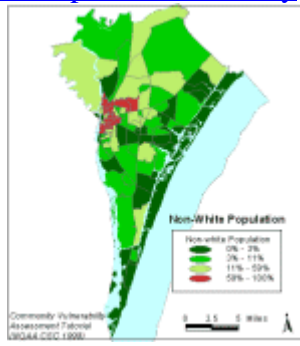 Non-White Population
Non-white Population
0% - 3%
3% - 11%
11% - 59%
59% - 100%
Community Vulnerability
Assessment Tutorial
(NOAA CSC 1999)
0 2.5 5 Miles
N